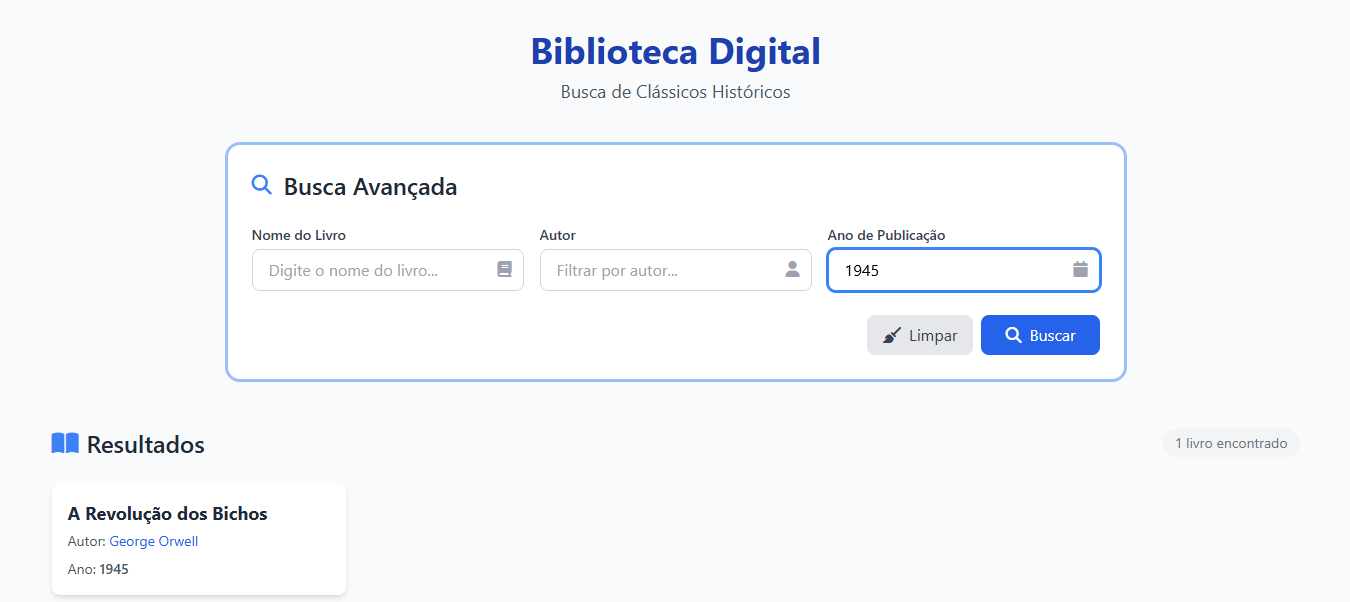 Biblioteca Digital
Busca de Clássicos Históricos
Busca Avançada
Nome do Livro
Digite o nome do livro...
Autor
Filtrar por autor...
Ano de Publicação
1945
Limpar
Buscar
Resultados
1 livro encontrado
A Revolução dos Bichos
Autor: George Orwell
Ano: 1945